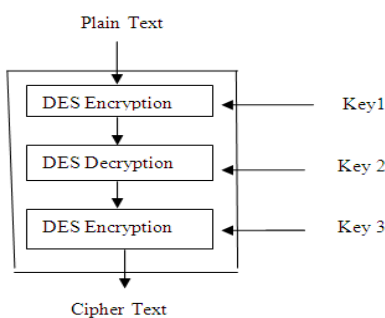 Plain Text
DES Encryption
Key1
DES Decryption
Key 2
DES Encryption
Key 3
Cipher Text